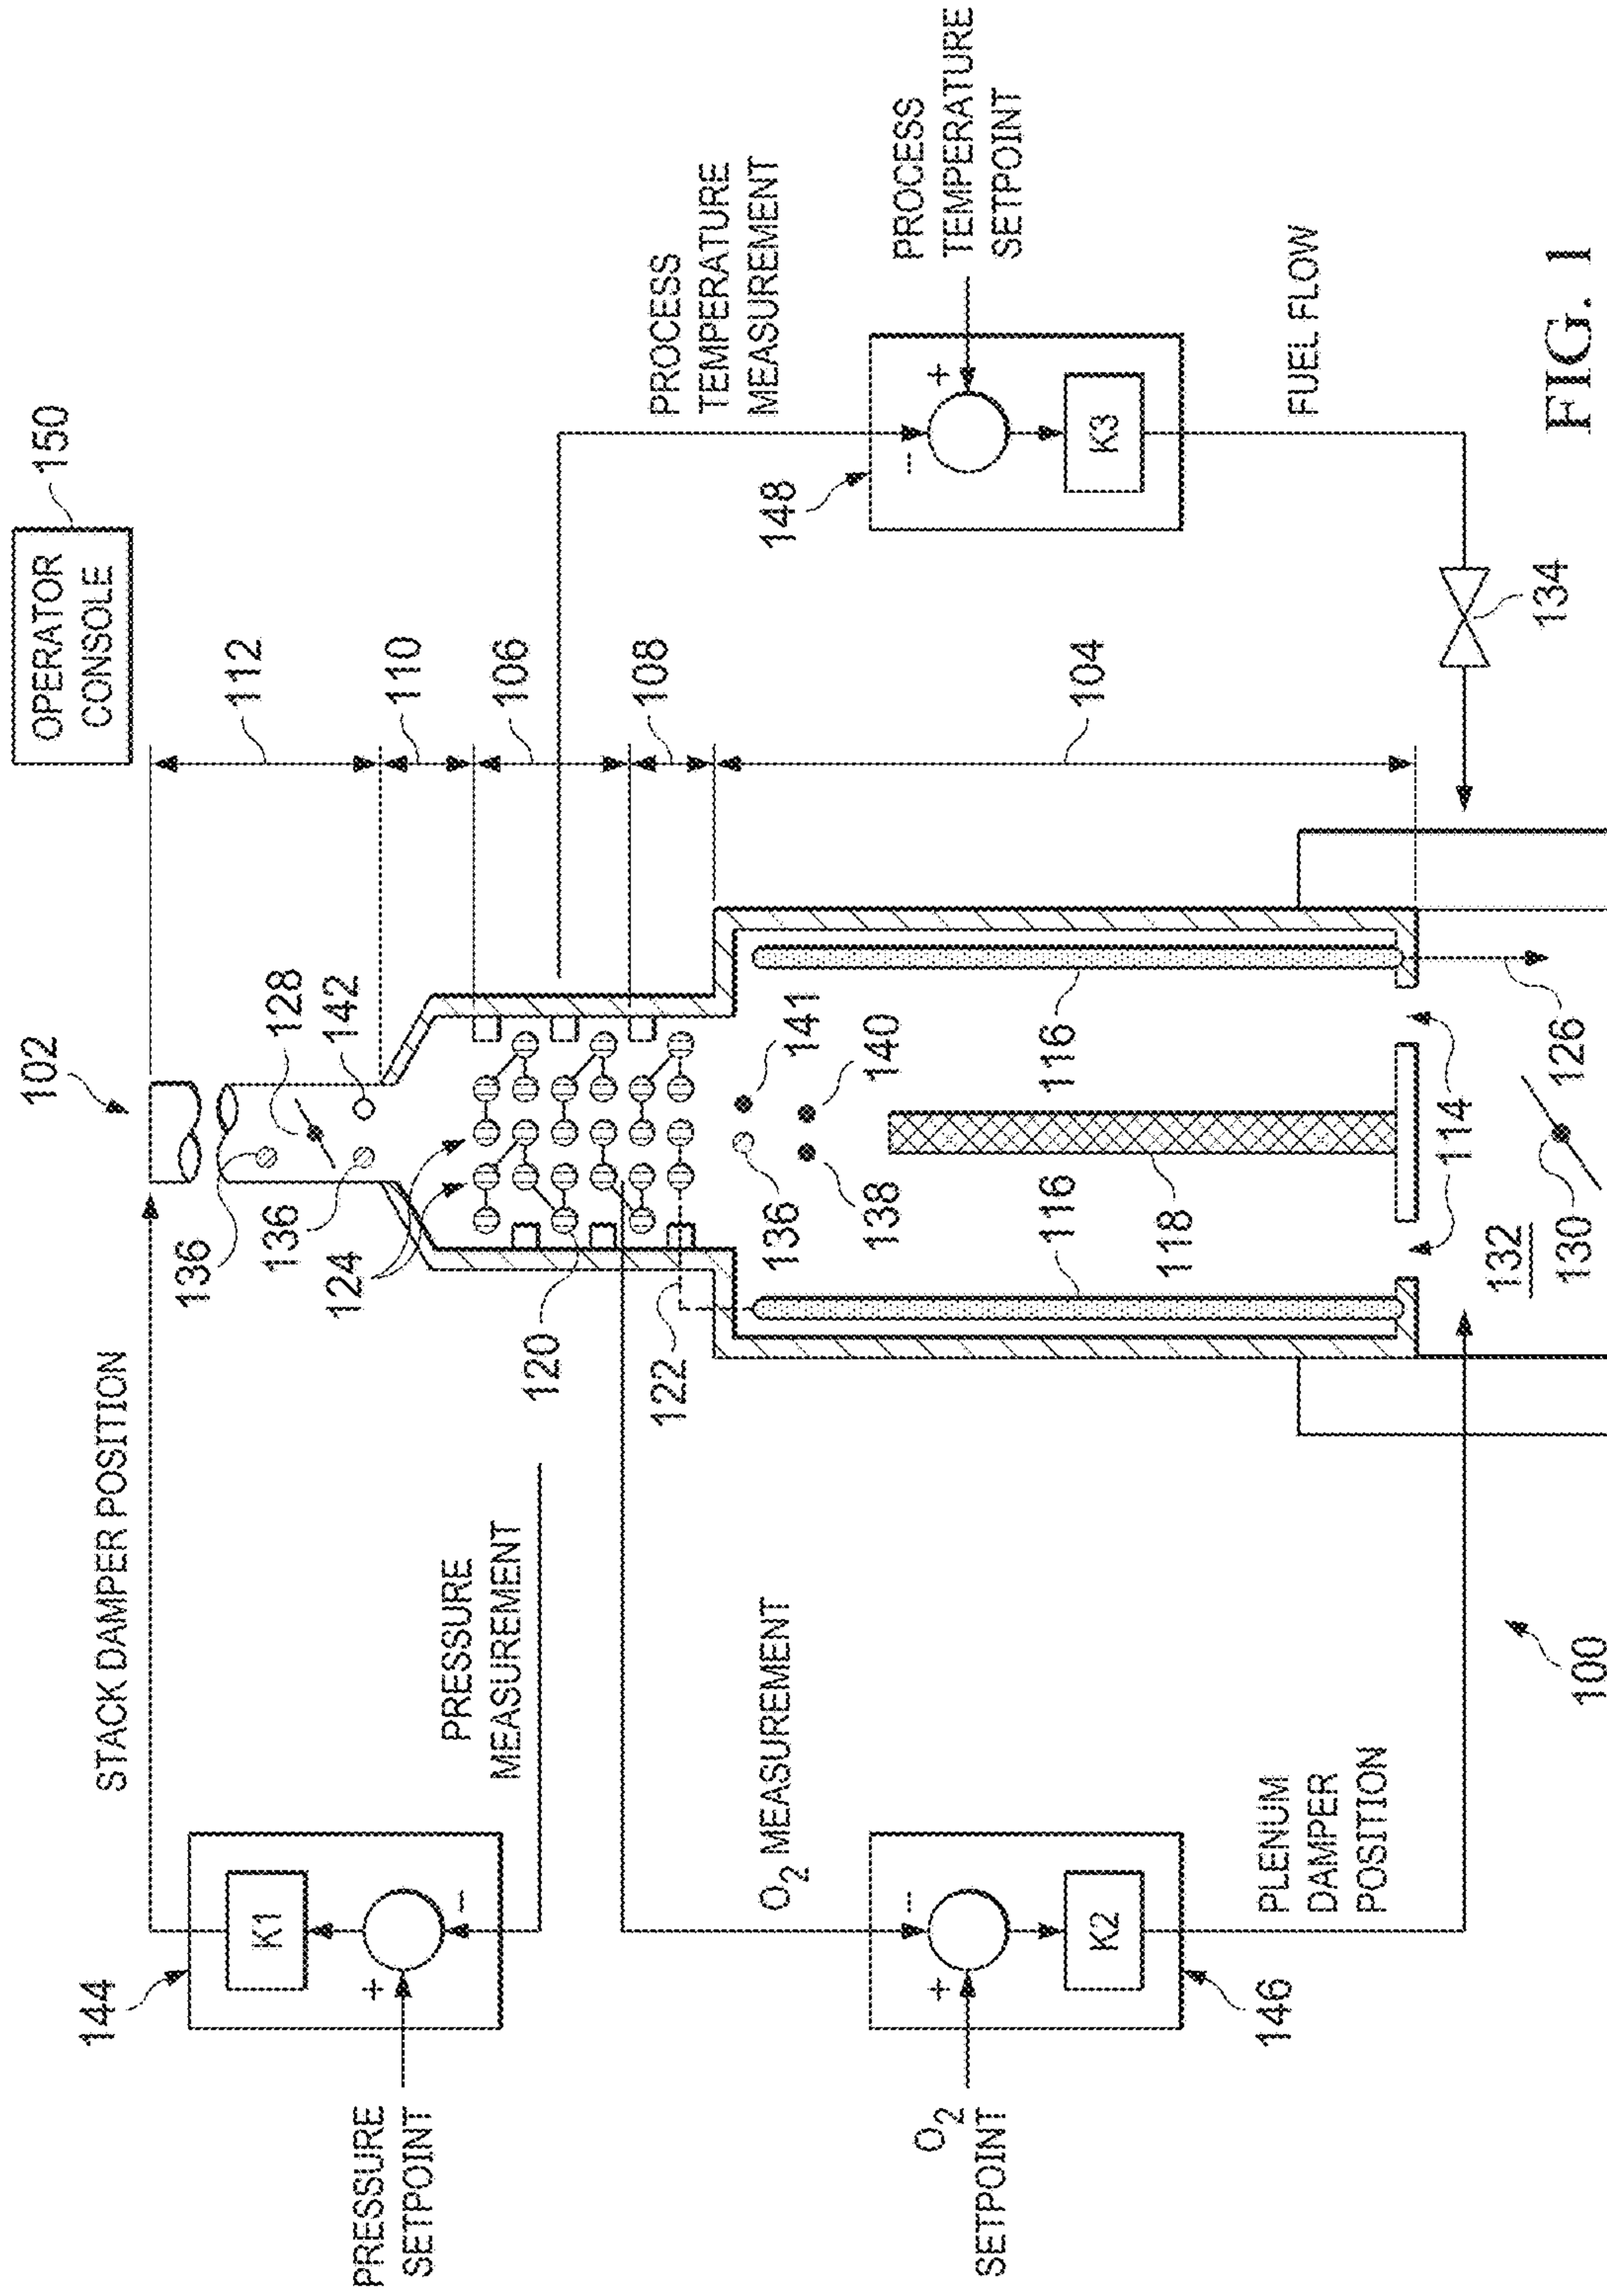 OPERATOR
CONSOLE
150
102
STACK DAMPER POSITION
144
K1
+
−
PRESSURE
SETPOINT
PRESSURE
MEASUREMENT
136
136
128
142
124
120
122
112
110
106
108
104
PROCESS
TEMPERATURE
MEASUREMENT
PROCESS
TEMPERATURE
SETPOINT
148
−
+
K3
FUEL FLOW
134
O2 MEASUREMENT
O2
SETPOINT
−
+
K2
146
PLENUM
DAMPER
POSITION
136
141
138
140
116
116
118
114
132
130
126
100
FIG. 1